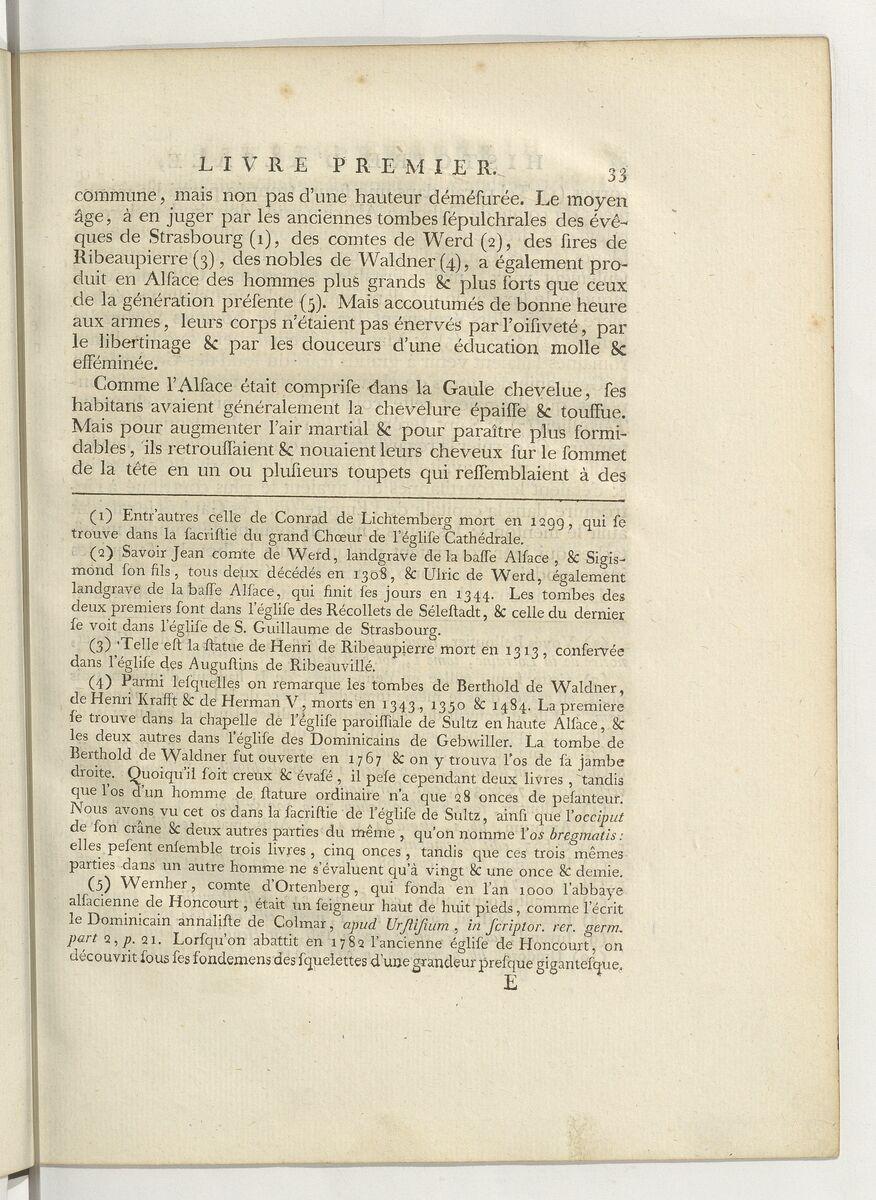 LIVRE PREMIER. 33
commune, mais non pas d'une hauteur déméſurée. Le moyen
âge, à en juger par les anciennes tombes ſépulchrales des évê-
ques de Strasbourg (1), des comtes de Werd (2), des ſires de
Ribeaupierre (3), des nobles de Waldner (4), a également pro-
duit en Alſace des hommes plus grands & plus forts que ceux
de la génération préſente (5). Mais accoutumés de bonne heure
aux armes, leurs corps n'étaient pas énervés par l'oiſiveté, par
le libertinage & par les douceurs d'une éducation molle &
efféminée.
Comme l'Alſace était compriſe dans la Gaule chevelue, ſes
habitans avaient généralement la chevelure épaiſſe & touffue.
Mais pour augmenter l'air martial & pour paraître plus formi-
dables, ils retrouſſaient & nouaient leurs cheveux ſur le ſommet
de la tête en un ou pluſieurs toupets qui reſſemblaient à des
(1) Entr'autres celle de Conrad de Lichtemberg mort en 1299, qui ſe
trouve dans la ſacriſtie du grand Chœur de l'égliſe Cathédrale.
(2) Savoir Jean comte de Werd, landgrave de la baſſe Alſace, & Sigis-
mond ſon fils, tous deux décédés en 1308, & Ulric de Werd, également
landgrave de la baſſe Alſace, qui finit ſes jours en 1344. Les tombes des
deux premiers ſont dans l'égliſe des Récollets de Séleſtadt, & celle du dernier
ſe voit dans l'égliſe de S. Guillaume de Strasbourg.
(3) Telle eſt la ſtatue de Henri de Ribeaupierre mort en 1313, conſervée
dans l'égliſe des Auguſtins de Ribeauvillé.
(4) Parmi leſquelles on remarque les tombes de Berthold de Waldner,
de Henri Krafft & de Herman V, morts en 1343, 1350 & 1484. La premiere
ſe trouve dans la chapelle de l'égliſe paroiſſiale de Sultz en haute Alſace, &
les deux autres dans l'égliſe des Dominicains de Gebwiller. La tombe de
Berthold de Waldner fut ouverte en 1767 & on y trouva l'os de ſa jambe
droite. Quoiqu'il ſoit creux & évaſé, il peſe cependant deux livres, tandis
que l'os d'un homme de ſtature ordinaire n'a que 28 onces de peſanteur.
Nous avons vu cet os dans la ſacriſtie de l'égliſe de Sultz, ainſi que l'occiput
de ſon crâne & deux autres parties du même, qu'on nomme l'os bregmatis:
elles peſent enſemble trois livres, cinq onces, tandis que ces trois mêmes
parties dans un autre homme ne s'évaluent qu'à vingt & une once & demie.
(5) Wernher, comte d'Ortenberg, qui fonda en l'an 1000 l'abbaye
alſacienne de Honcourt, était un ſeigneur haut de huit pieds, comme l'écrit
le Dominicain annaliſte de Colmar, apud Urſtiſium, in ſcriptor. rer. germ.
part 2, p. 21. Lorſqu'on abattit en 1782 l'ancienne égliſe de Honcourt, on
découvrit ſous ſes fondemens des ſquelettes d'une grandeur preſque giganteſque.
E